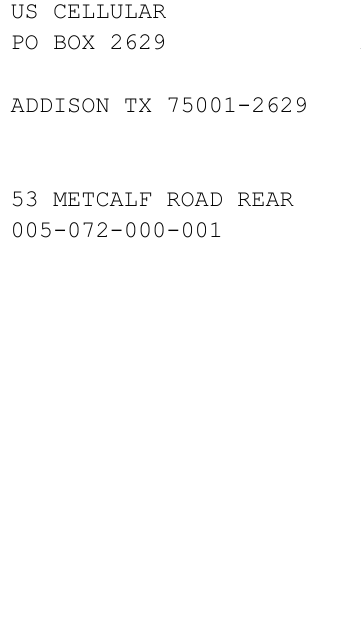 US CELLULAR
PO BOX 2629
ADDISON TX 75001-2629
53 METCALF ROAD REAR
005-072-000-001